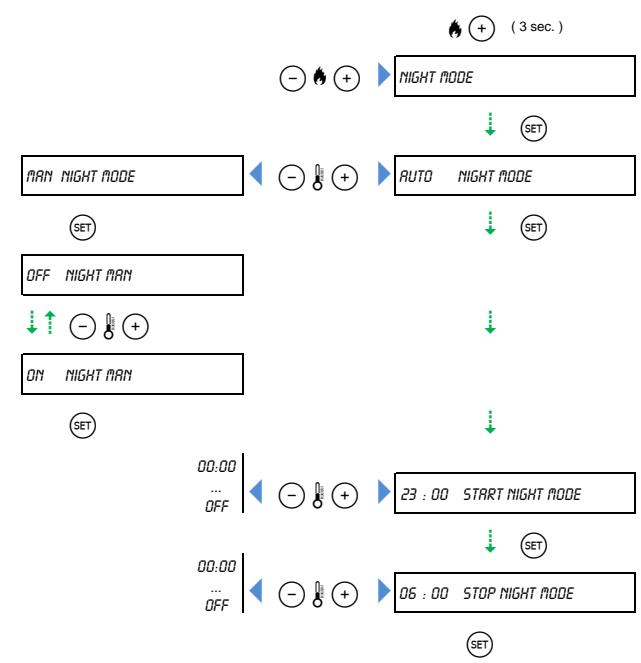 + ( 3 sec. )
− + NIGHT MODE
SET
MAN NIGHT MODE − + AUTO NIGHT MODE
SET SET
OFF NIGHT MAN
− +
ON NIGHT MAN
SET
00:00
...
OFF
− + 23 : 00 START NIGHT MODE
SET
00:00
...
OFF
− + 06 : 00 STOP NIGHT MODE
SET